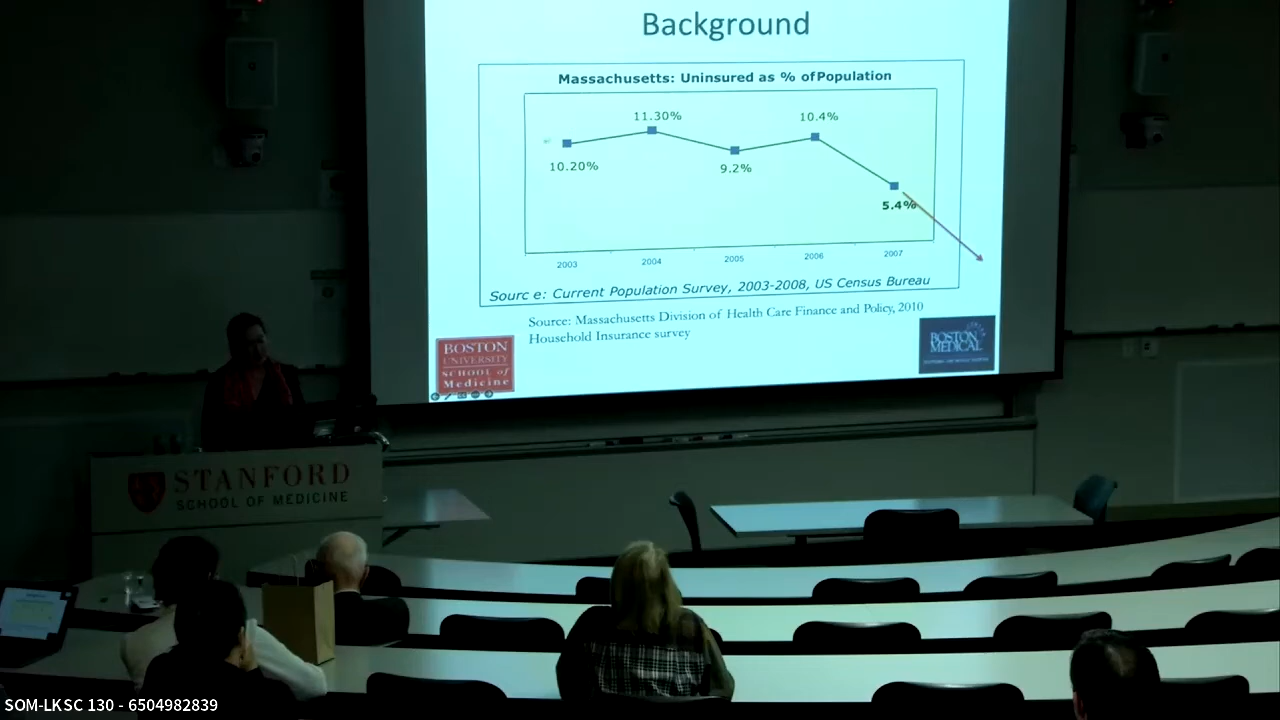 Background
Massachusetts: Uninsured as % of Population
11.30%
10.4%
10.20%
9.2%
5.4%
2003
2004
2005
2006
2007
Sourc e: Current Population Survey, 2003-2008, US Census Bureau
Source: Massachusetts Division of Health Care Finance and Policy, 2010
Household Insurance survey
BOSTON
UNIVERSITY
SCHOOL of
Medicine
BOSTON
MEDICAL
STANFORD
SCHOOL OF MEDICINE
SOM-LKSC 130 - 6504982839